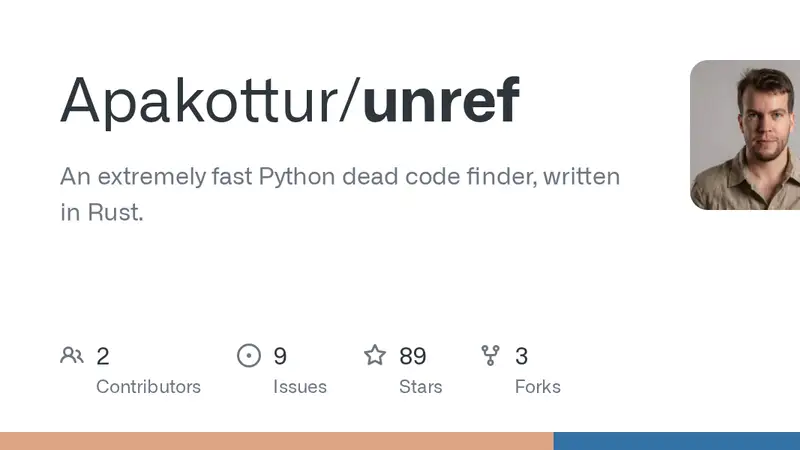 Apakottur/unref
An extremely fast Python dead code finder, written
in Rust.
2
Contributors
9
Issues
89
Stars
3
Forks